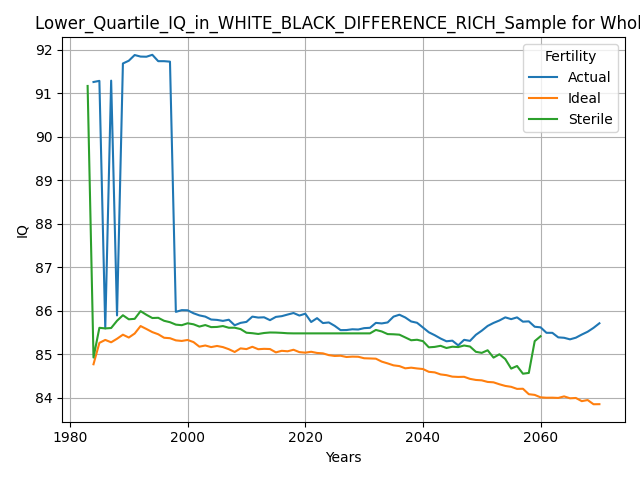 Lower_Quartile_IQ_in_WHITE_BLACK_DIFFERENCE_RICH_Sample for Whol
92
91
90
89
88
87
86
85
84
IQ
Fertility
Actual
Ideal
Sterile
1980
2000
2020
2040
2060
Years